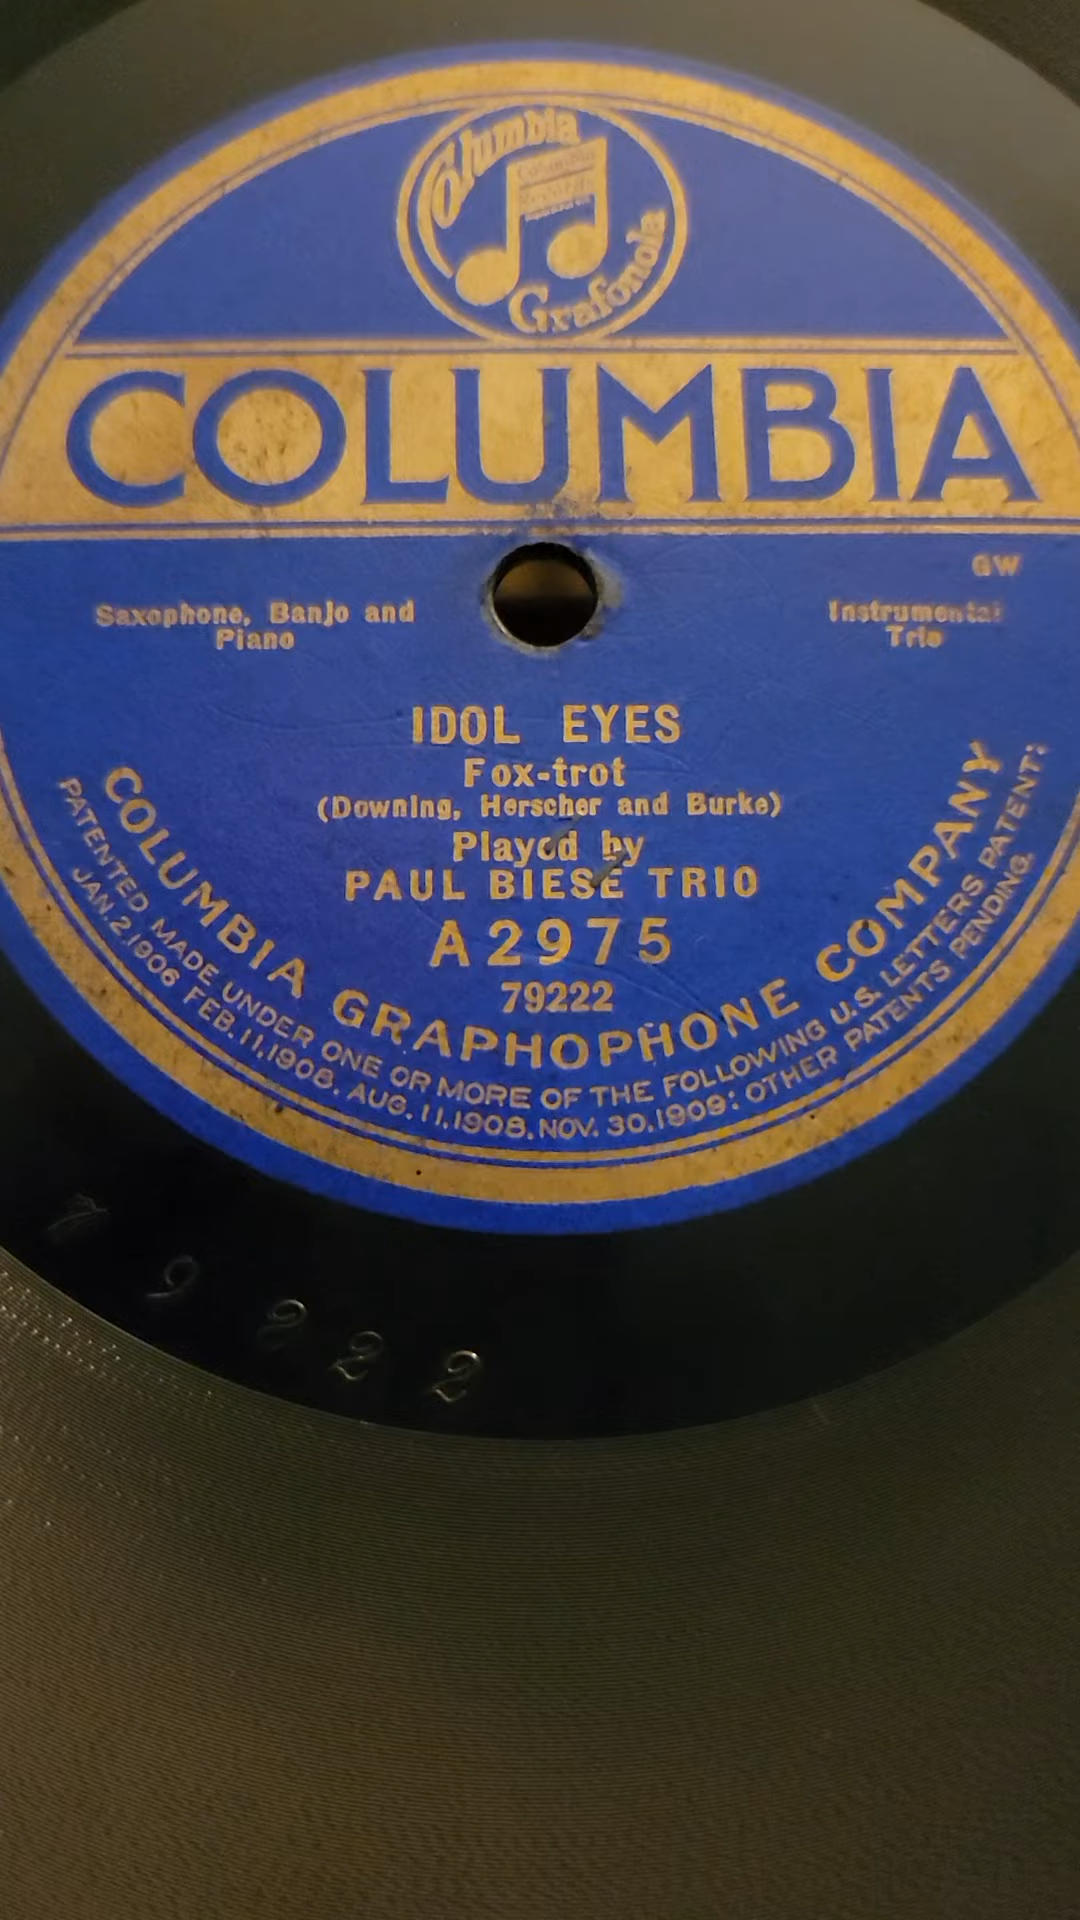 Columbia
Columbia
Records
Grafonola
COLUMBIA
GW
Saxophone, Banjo and
Piano
Instrumental
Trio
IDOL EYES
Fox-trot
(Downing, Herscher and Burke)
Played by
PAUL BIESE TRIO
A2975
79222
COLUMBIA GRAPHOPHONE COMPANY
PATENTED MADE UNDER ONE OR MORE OF THE FOLLOWING U.S. LETTERS PATENT:
JAN.2,1906 FEB.11,1908, AUG.11,1908, NOV. 30,1909: OTHER PATENTS PENDING.
79222